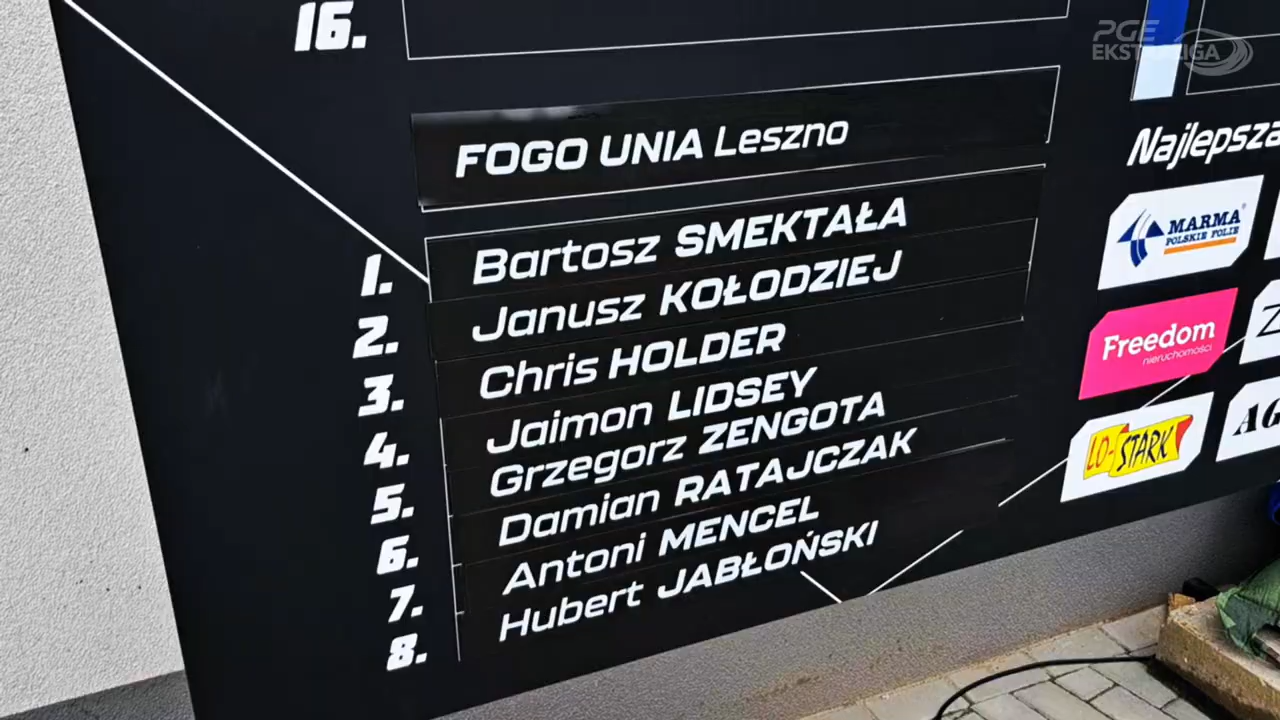 16.
PGE
EKSTRALIGA
FOGO UNIA Leszno
Najlepsza
1. Bartosz SMEKTAŁA
2. Janusz KOŁODZIEJ
3. Chris HOLDER
4. Jaimon LIDSEY
5. Grzegorz ZENGOTA
6. Damian RATAJCZAK
7. Antoni MENCEL
8. Hubert JABŁOŃSKI
MARMA
POLSKIE FOLIE
Freedom
nieruchomości
LO-STARK